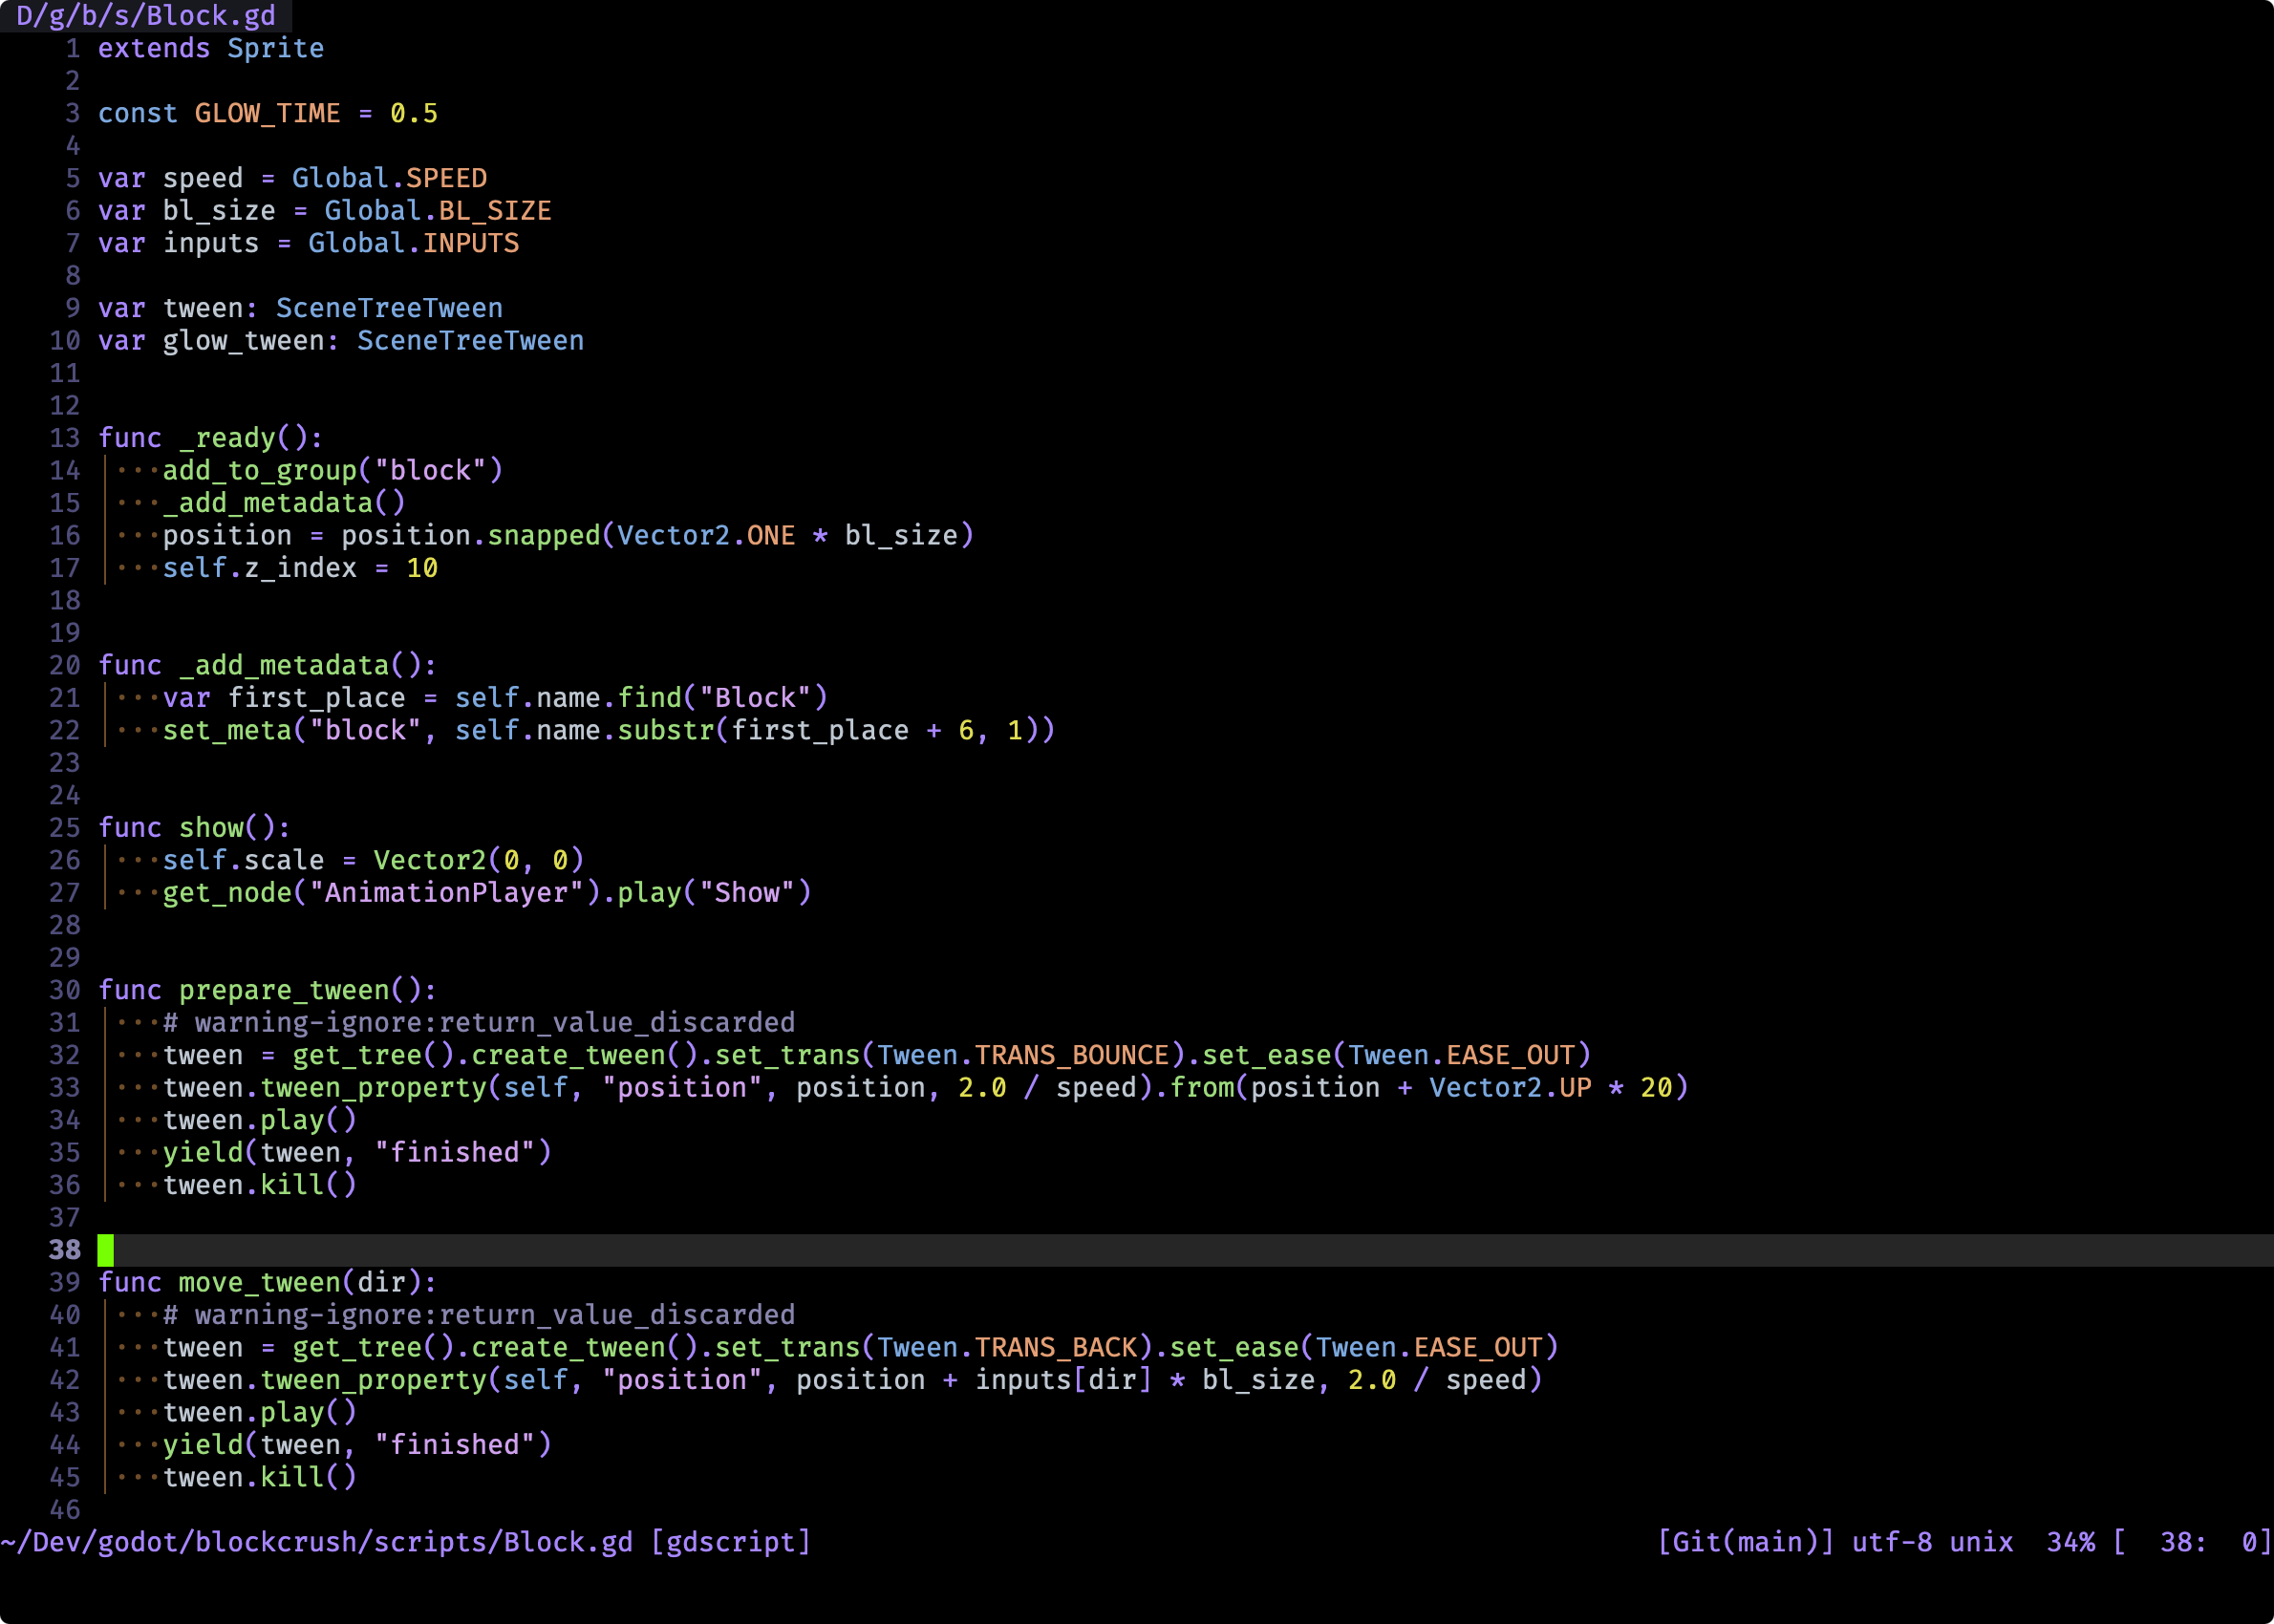 D/g/b/s/Block.gd
1 extends Sprite
2
3 const GLOW_TIME = 0.5
4
5 var speed = Global.SPEED
6 var bl_size = Global.BL_SIZE
7 var inputs = Global.INPUTS
8
9 var tween: SceneTreeTween
10 var glow_tween: SceneTreeTween
11
12
13 func _ready():
14 │···add_to_group("block")
15 │···_add_metadata()
16 │···position = position.snapped(Vector2.ONE * bl_size)
17 │···self.z_index = 10
18
19
20 func _add_metadata():
21 │···var first_place = self.name.find("Block")
22 │···set_meta("block", self.name.substr(first_place + 6, 1))
23
24
25 func show():
26 │···self.scale = Vector2(0, 0)
27 │···get_node("AnimationPlayer").play("Show")
28
29
30 func prepare_tween():
31 │···# warning-ignore:return_value_discarded
32 │···tween = get_tree().create_tween().set_trans(Tween.TRANS_BOUNCE).set_ease(Tween.EASE_OUT)
33 │···tween.tween_property(self, "position", position, 2.0 / speed).from(position + Vector2.UP * 20)
34 │···tween.play()
35 │···yield(tween, "finished")
36 │···tween.kill()
37
38
39 func move_tween(dir):
40 │···# warning-ignore:return_value_discarded
41 │···tween = get_tree().create_tween().set_trans(Tween.TRANS_BACK).set_ease(Tween.EASE_OUT)
42 │···tween.tween_property(self, "position", position + inputs[dir] * bl_size, 2.0 / speed)
43 │···tween.play()
44 │···yield(tween, "finished")
45 │···tween.kill()
46
~/Dev/godot/blockcrush/scripts/Block.gd [gdscript] [Git(main)] utf-8 unix 34% [ 38: 0]